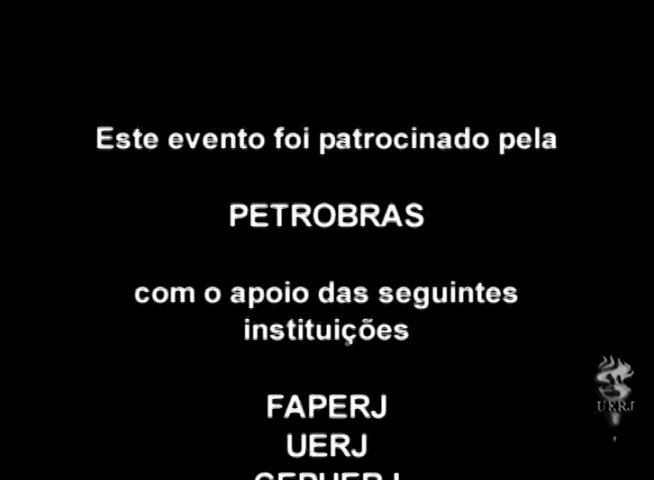 Este evento foi patrocinado pela
PETROBRAS
com o apoio das seguintes
instituições
FAPERJ
UERJ
UERJ